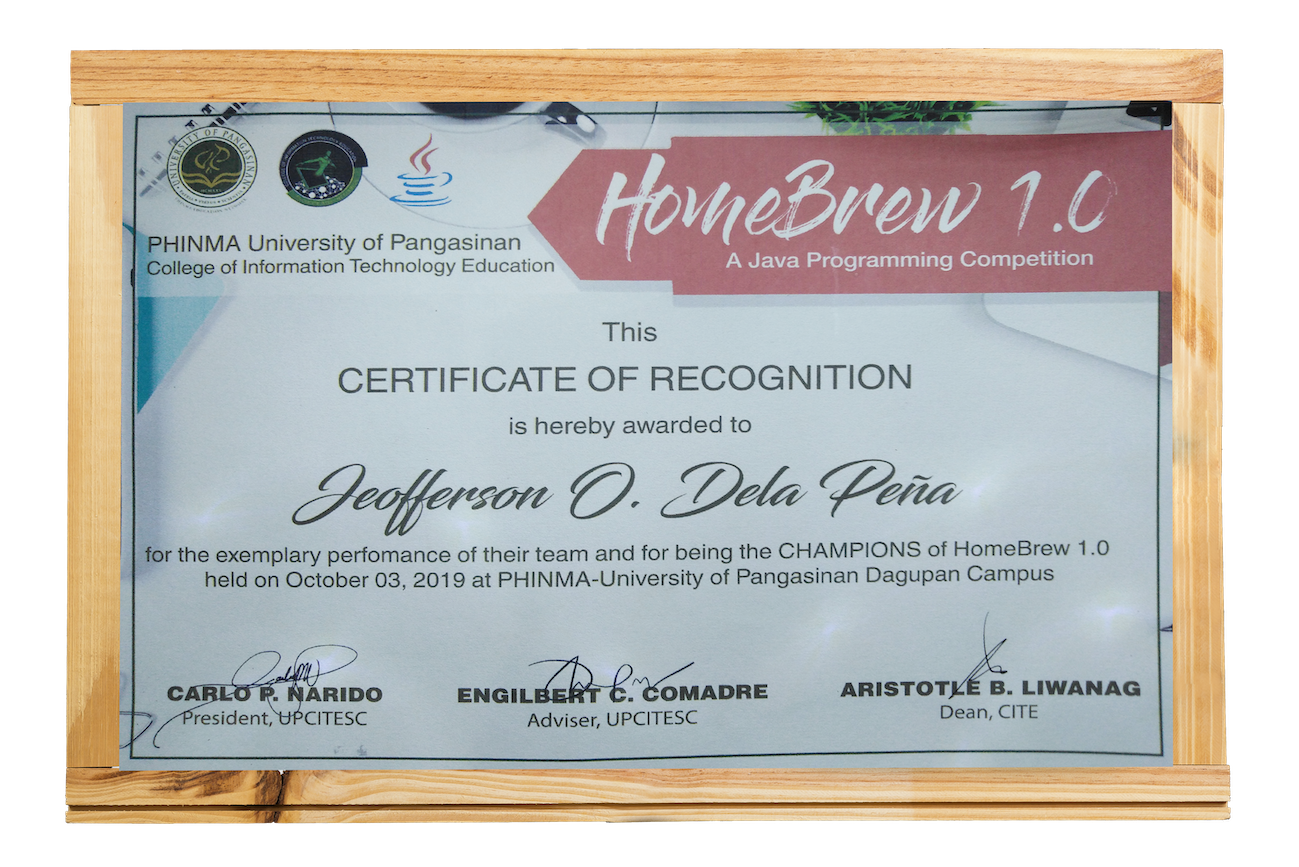 UNIVERSITY OF PANGASINAN
HomeBrew 1.0
A Java Programming Competition
PHINMA University of Pangasinan
College of Information Technology Education
This
CERTIFICATE OF RECOGNITION
is hereby awarded to
Jeofferson O. Dela Peña
for the exemplary perfomance of their team and for being the CHAMPIONS of HomeBrew 1.0
held on October 03, 2019 at PHINMA-University of Pangasinan Dagupan Campus
CARLO P. NARIDO
President, UPCITESC
ENGILBERT C. COMADRE
Adviser, UPCITESC
ARISTOTLE B. LIWANAG
Dean, CITE